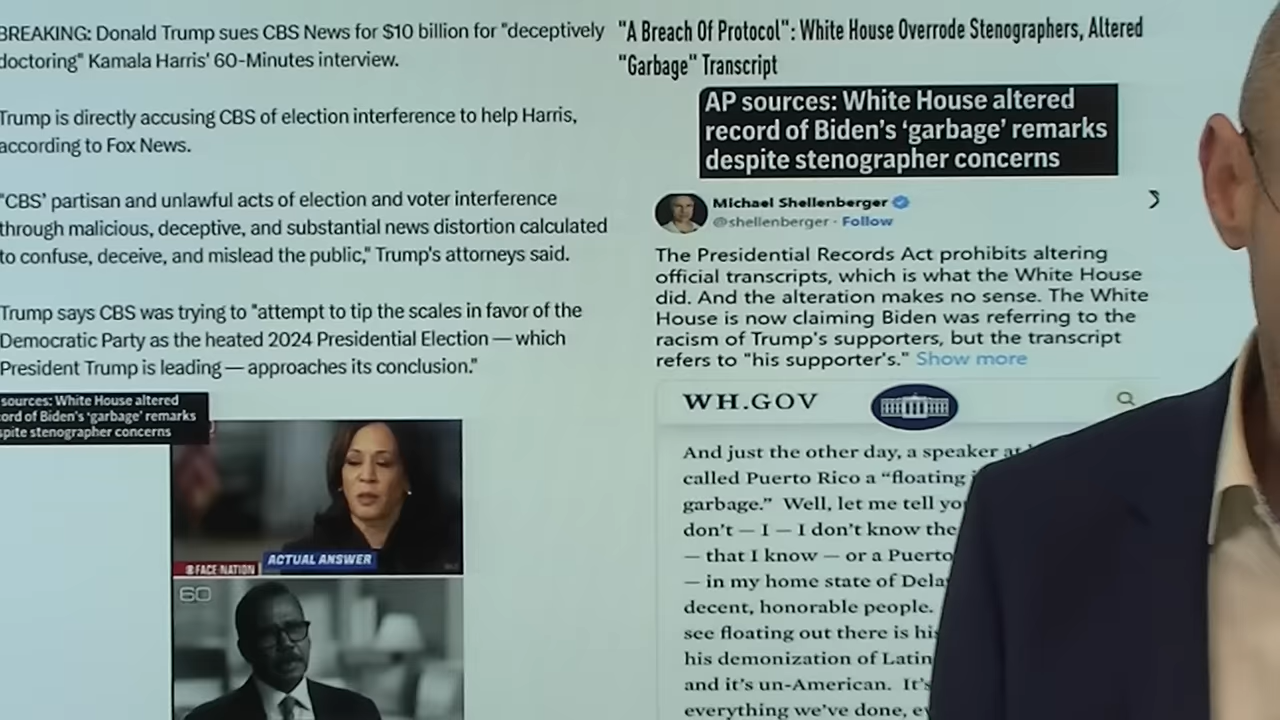 BREAKING: Donald Trump sues CBS News for $10 billion for "deceptively
doctoring" Kamala Harris' 60-Minutes interview.
Trump is directly accusing CBS of election interference to help Harris,
according to Fox News.
"CBS' partisan and unlawful acts of election and voter interference
through malicious, deceptive, and substantial news distortion calculated
to confuse, deceive, and mislead the public," Trump's attorneys said.
Trump says CBS was trying to "attempt to tip the scales in favor of the
Democratic Party as the heated 2024 Presidential Election — which
President Trump is leading — approaches its conclusion."
sources: White House altered
ord of Biden's 'garbage' remarks
spite stenographer concerns
FACE NATION
ACTUAL ANSWER
60
"A Breach Of Protocol": White House Overrode Stenographers, Altered
"Garbage" Transcript
AP sources: White House altered
record of Biden's 'garbage' remarks
despite stenographer concerns
Michael Shellenberger
@shellenberger · Follow
The Presidential Records Act prohibits altering
official transcripts, which is what the White House
did. And the alteration makes no sense. The White
House is now claiming Biden was referring to the
racism of Trump's supporters, but the transcript
refers to "his supporter's." Show more
WH.GOV
And just the other day, a speaker at
called Puerto Rico a "floating
garbage." Well, let me tell yo
don't — I — I don't know the
— that I know — or a Puerto
— in my home state of Dela
decent, honorable people.
see floating out there is his
his demonization of Latin
and it's un-American. It's
everything we've done, ev